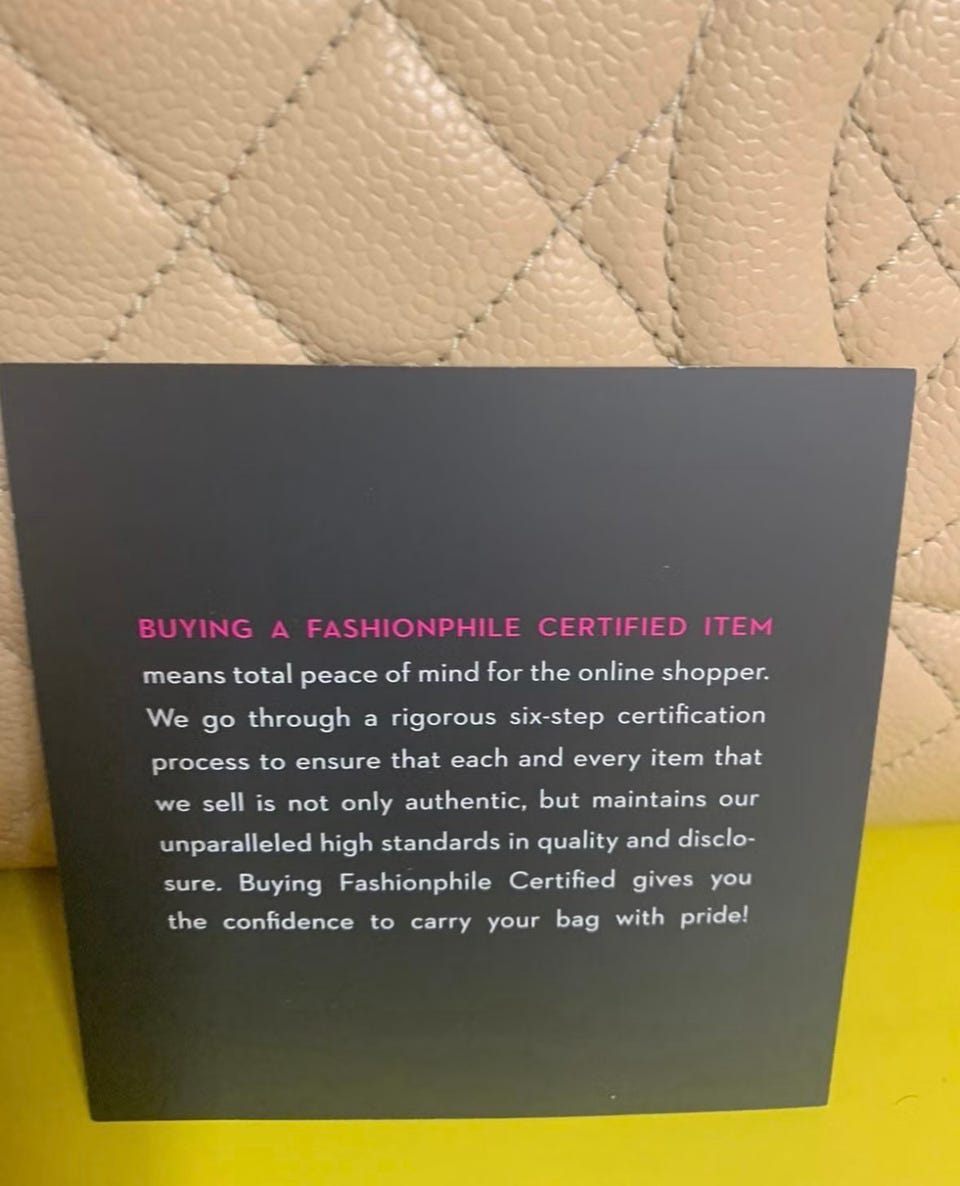 BUYING A FASHIONPHILE CERTIFIED ITEM
means total peace of mind for the online shopper.
We go through a rigorous six-step certification
process to ensure that each and every item that
we sell is not only authentic, but maintains our
unparalleled high standards in quality and disclo-
sure. Buying Fashionphile Certified gives you
the confidence to carry your bag with pride!